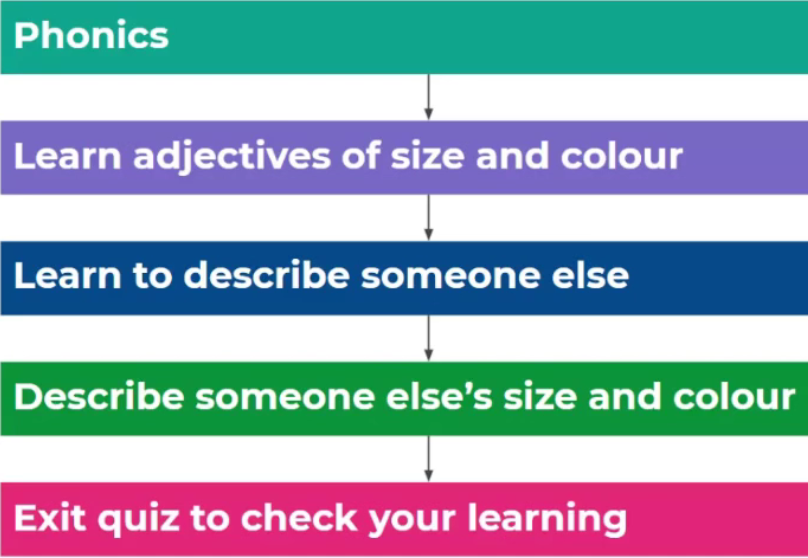 Phonics
Learn adjectives of size and colour
Learn to describe someone else
Describe someone else’s size and colour
Exit quiz to check your learning